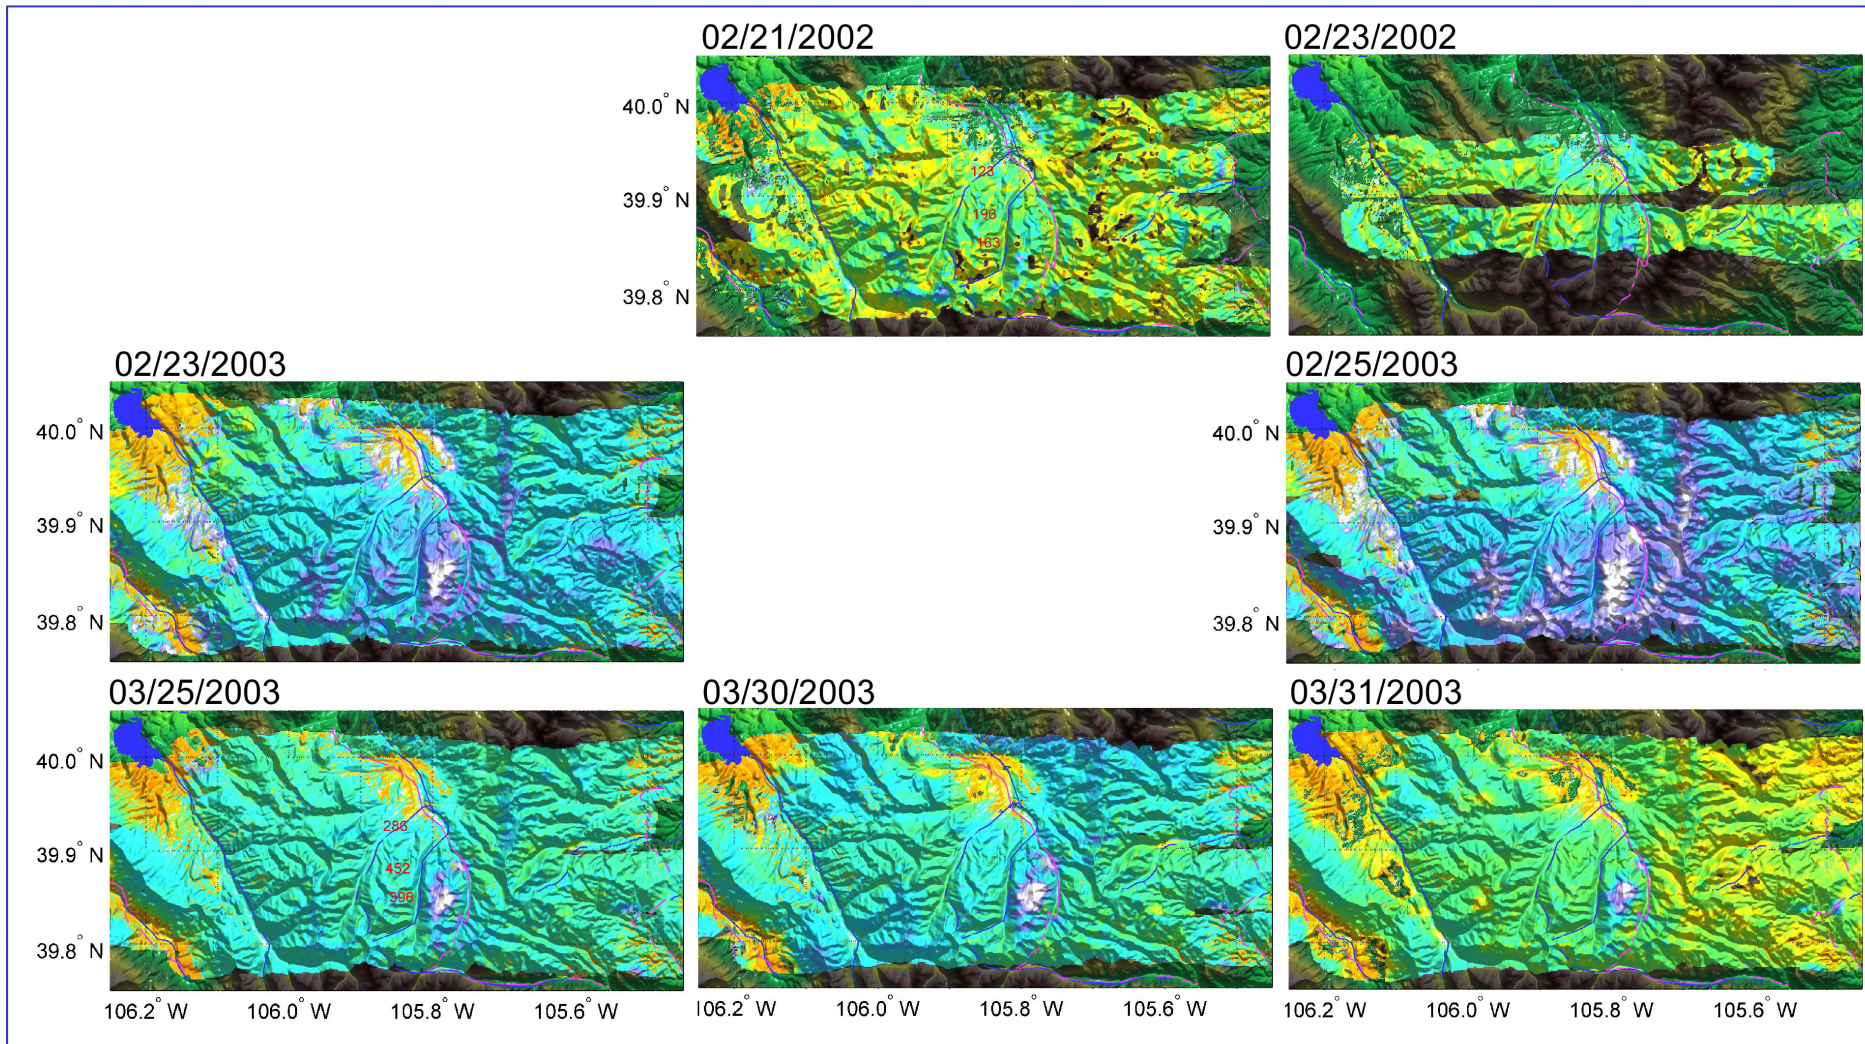 02/21/2002
02/23/2002
40.0° N
39.9° N
39.8° N
123
196
163
02/23/2003
02/25/2003
40.0° N
39.9° N
39.8° N
40.0° N
39.9° N
39.8° N
03/25/2003
03/30/2003
03/31/2003
40.0° N
39.9° N
39.8° N
286
452
396
106.2° W
106.0° W
105.8° W
105.6° W
106.2° W
106.0° W
105.8° W
105.6° W
106.2° W
106.0° W
105.8° W
105.6° W